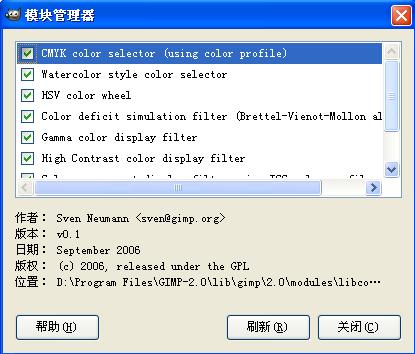 模块管理器
CMYK color selector (using color profile)
Watercolor style color selector
HSV color wheel
Color deficit simulation filter (Brettel-Vienot-Mollon al
Gamma color display filter
High Contrast color display filter
作者： Sven Neumann <sven@gimp.org>
版本： v0.1
日期： September 2006
版权： (c) 2006, released under the GPL
位置： D:\Program Files\GIMP-2.0\lib\gimp\2.0\modules\libco…
帮助(H)
刷新(R)
关闭(C)